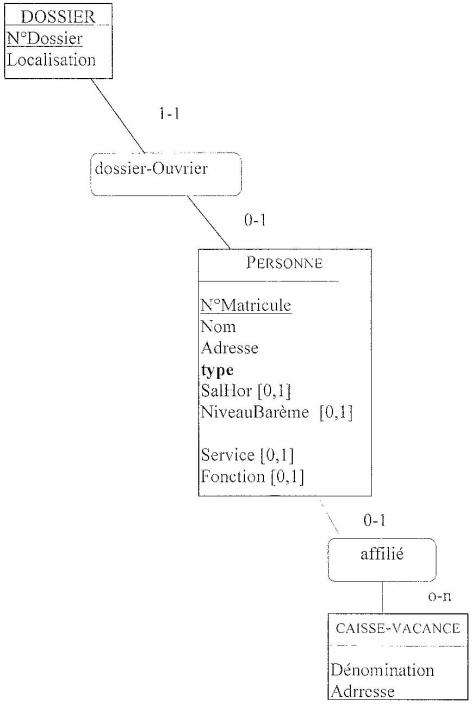 DOSSIER
N°Dossier
Localisation
1-1
dossier-Ouvrier
0-1
PERSONNE
N°Matricule
Nom
Adresse
type
SalHor [0,1]
NiveauBarème [0,1]
Service [0,1]
Fonction [0,1]
0-1
affilié
o-n
CAISSE-VACANCE
Dénomination
Adrresse